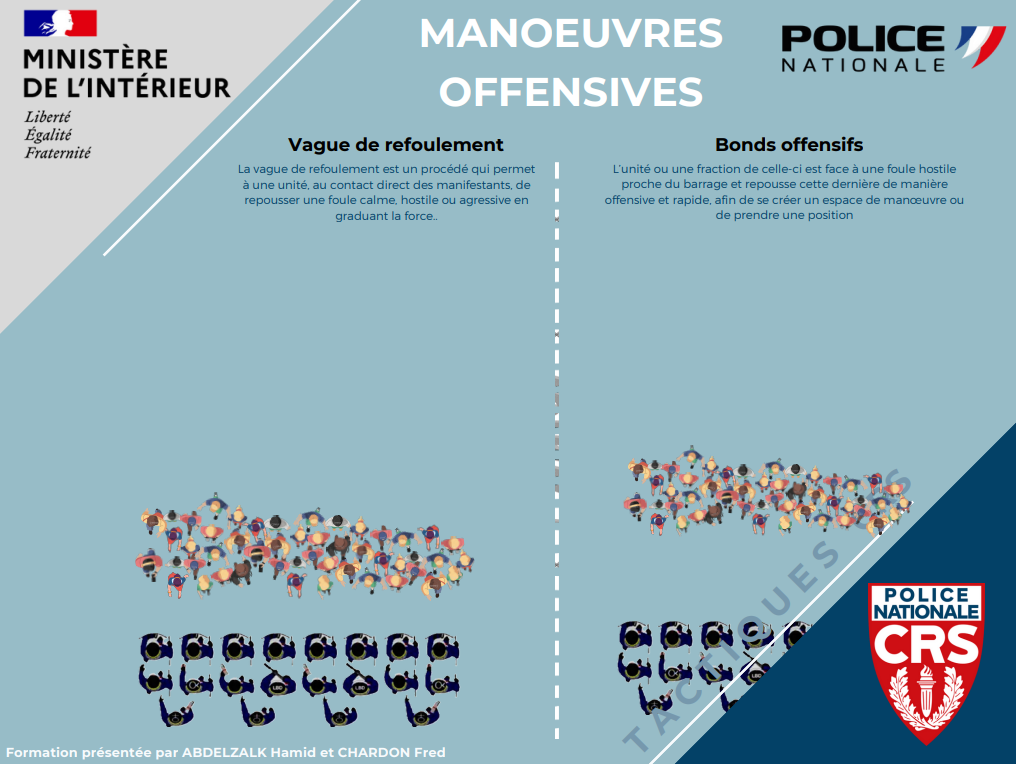 MINISTÈRE
DE L'INTÉRIEUR
Liberté
Égalité
Fraternité
MANOEUVRES
OFFENSIVES
POLICE
NATIONALE
Vague de refoulement
La vague de refoulement est un procédé qui permet
à une unité, au contact direct des manifestants, de
repousser une foule calme, hostile ou agressive en
graduant la force..
Bonds offensifs
L'unité ou une fraction de celle-ci est face à une foule hostile
proche du barrage et repousse cette dernière de manière
offensive et rapide, afin de se créer un espace de manœuvre ou
de prendre une position
LBD
LBD
TACTIQUES
POLICE
NATIONALE
CRS
Formation présentée par ABDELZALK Hamid et CHARDON Fred